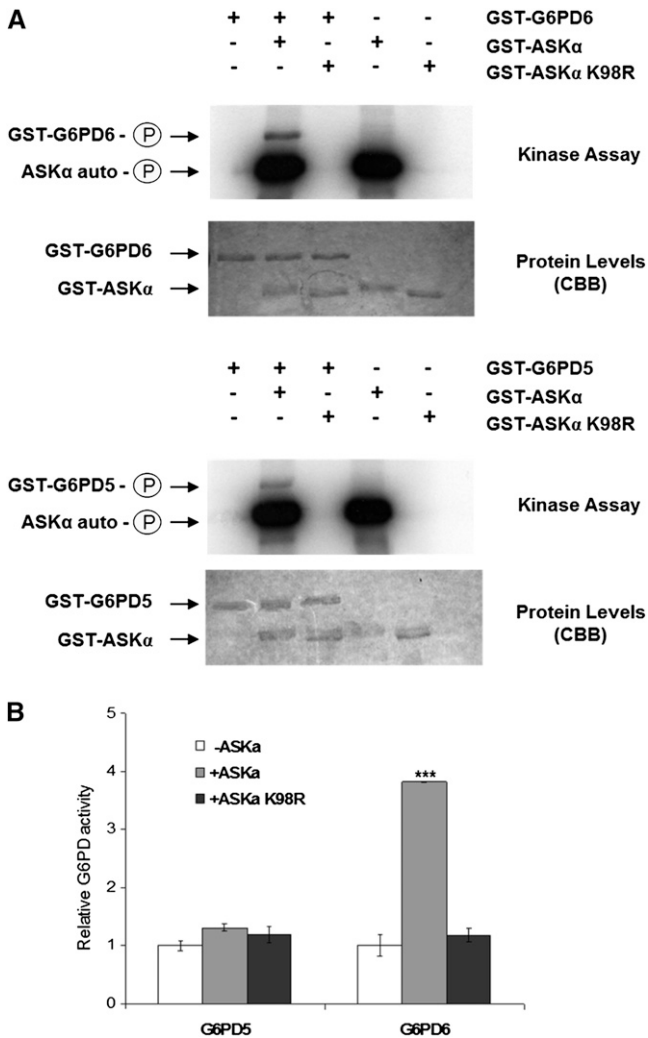 A
+ + + - - GST-G6PD6
- + - + - GST-ASKα
- - + - + GST-ASKα K98R
GST-G6PD6 - P
Kinase Assay
ASKα auto - P
GST-G6PD6
Protein Levels
(CBB)
GST-ASKα
+ + + - - GST-G6PD5
- + - + - GST-ASKα
- - + - + GST-ASKα K98R
GST-G6PD5 - P
Kinase Assay
ASKα auto - P
GST-G6PD5
Protein Levels
(CBB)
GST-ASKα
B
Relative G6PD activity
5
4
3
2
1
0
-ASKa
+ASKa
+ASKa K98R
***
G6PD5 G6PD6